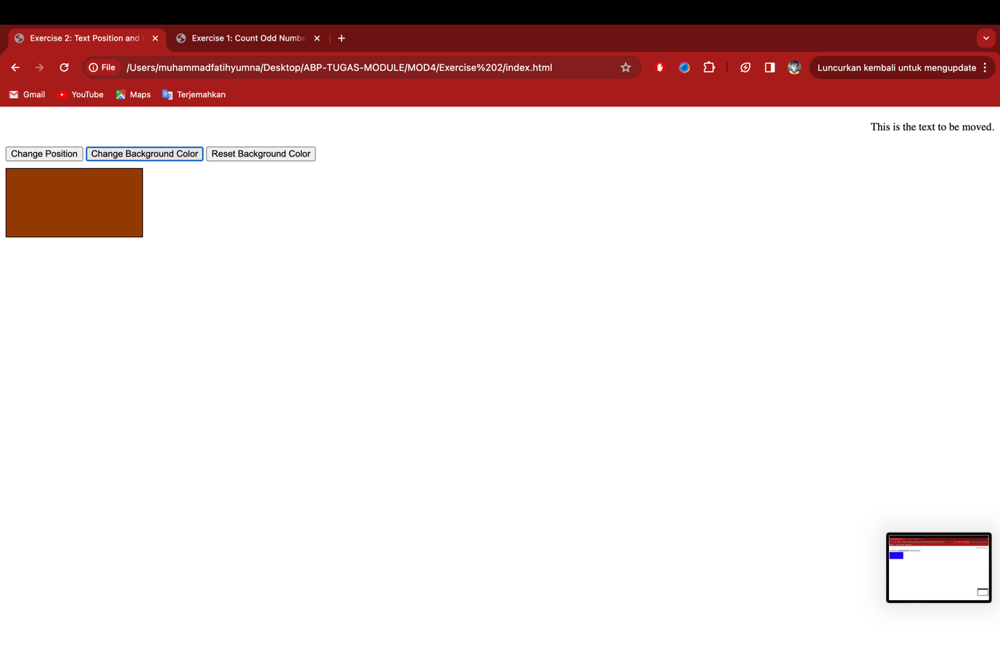 Exercise 2: Text Position and
Exercise 1: Count Odd Numbe
File
/Users/muhammadfatihyumna/Desktop/ABP-TUGAS-MODULE/MOD4/Exercise%202/index.html
Luncurkan kembali untuk mengupdate
Gmail
YouTube
Maps
Terjemahkan
This is the text to be moved.
Change Position
Change Background Color
Reset Background Color